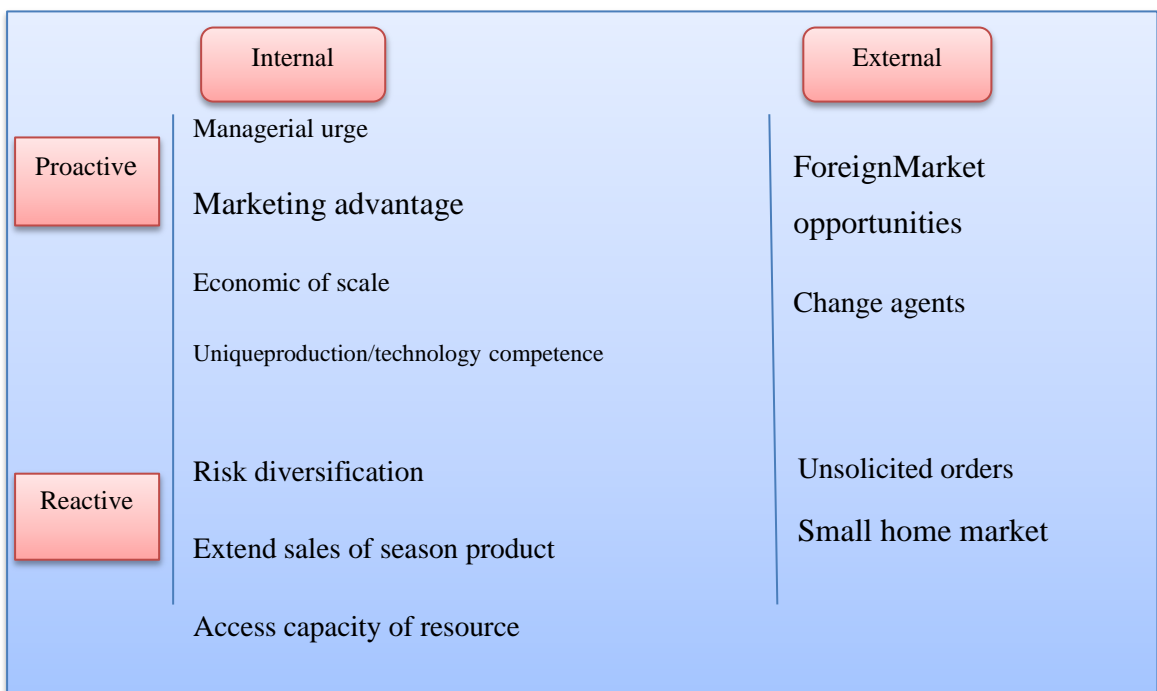 Internal
External
Managerial urge
Proactive
ForeignMarket
opportunities
Marketing advantage
Economic of scale
Change agents
Uniqueproduction/technology competence
Risk diversification
Unsolicited orders
Reactive
Small home market
Extend sales of season product
Access capacity of resource